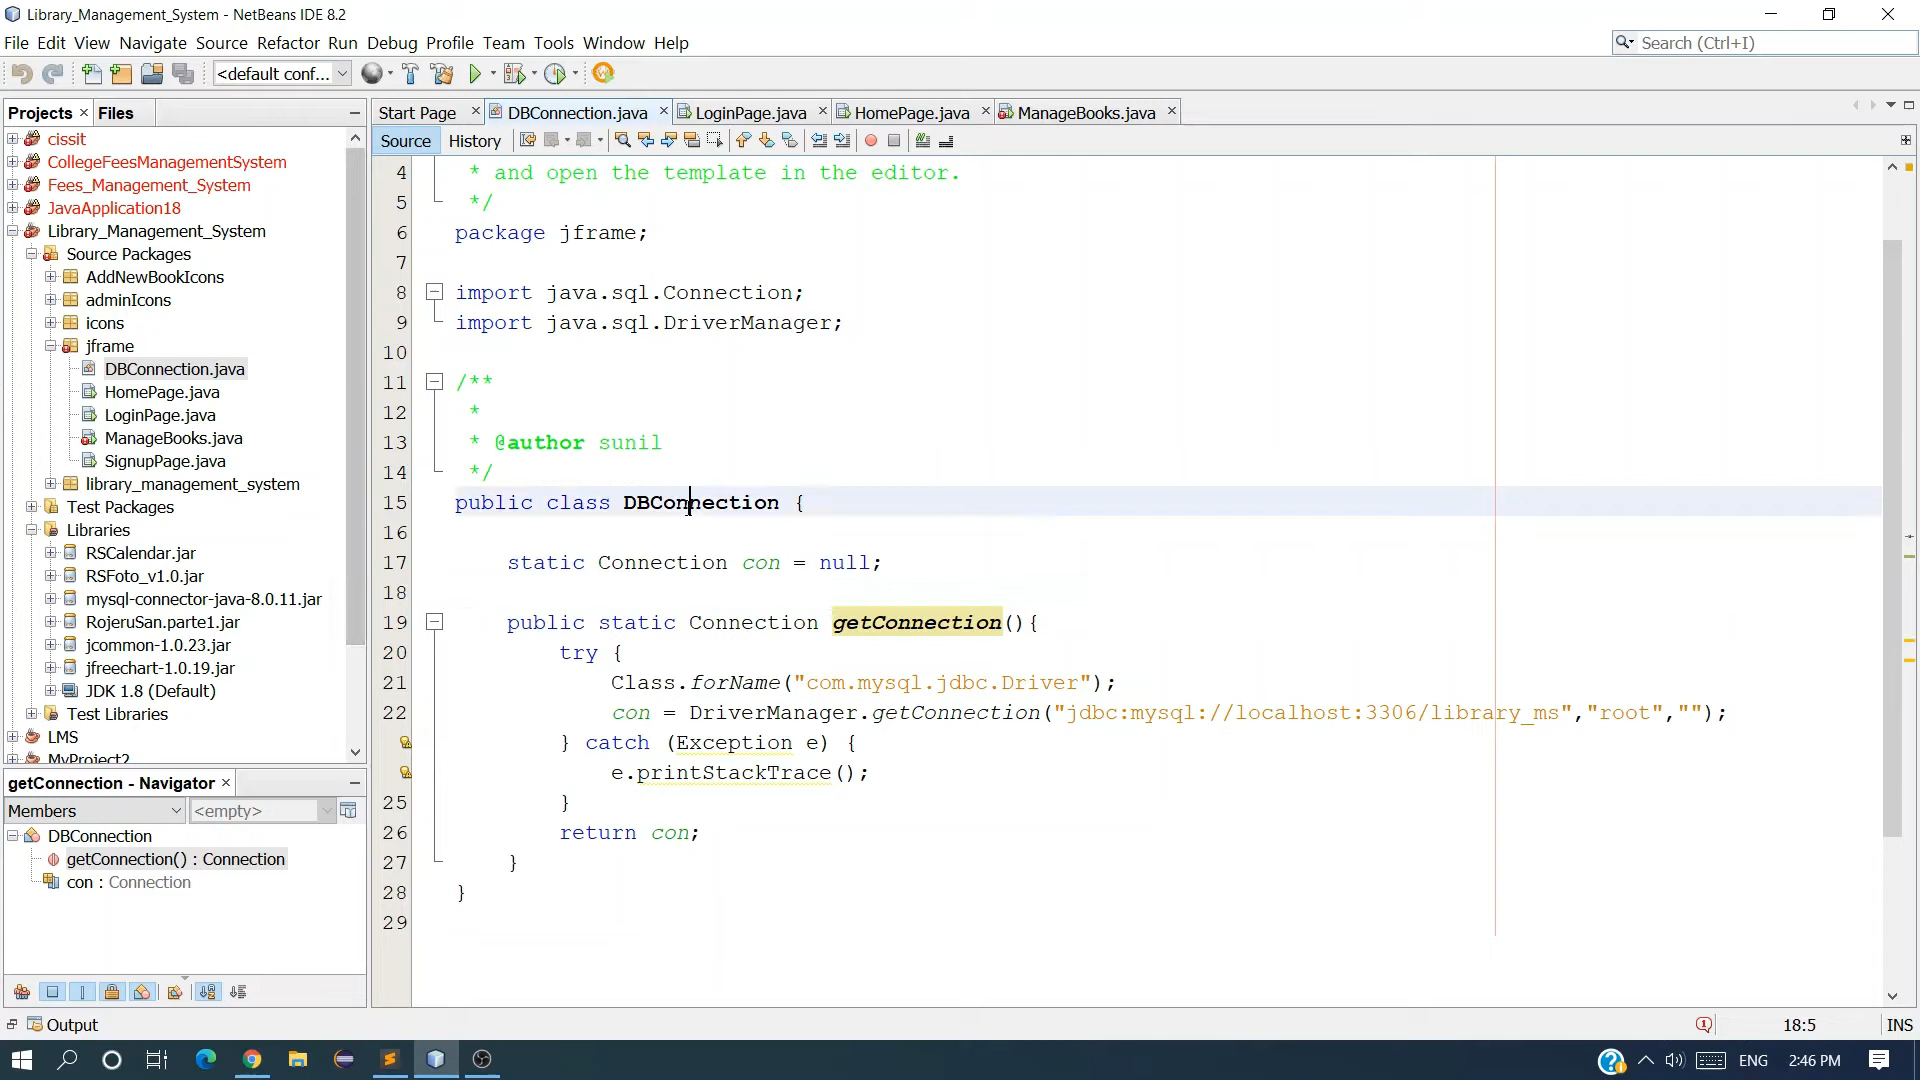 Library_Management_System - NetBeans IDE 8.2
File Edit View Navigate Source Refactor Run Debug Profile Team Tools Window Help
Search (Ctrl+I)
<default conf...
Projects Files
cissit
CollegeFeesManagementSystem
Fees_Management_System
JavaApplication18
Library_Management_System
Source Packages
AddNewBookIcons
adminIcons
icons
jframe
DBConnection.java
HomePage.java
LoginPage.java
ManageBooks.java
SignupPage.java
library_management_system
Test Packages
Libraries
RSCalendar.jar
RSFoto_v1.0.jar
mysql-connector-java-8.0.11.jar
RojeruSan.parte1.jar
jcommon-1.0.23.jar
jfreechart-1.0.19.jar
JDK 1.8 (Default)
Test Libraries
LMS
MyProject2
getConnection - Navigator
Members <empty>
DBConnection
getConnection() : Connection
con : Connection
Start Page DBConnection.java LoginPage.java HomePage.java ManageBooks.java
Source History
4 * and open the template in the editor.
5 */
6 package jframe;
7
8 import java.sql.Connection;
9 import java.sql.DriverManager;
10
11 /**
12 *
13 * @author sunil
14 */
15 public class DBConnection {
16
17 static Connection con = null;
18
19 public static Connection getConnection(){
20 try {
21 Class.forName("com.mysql.jdbc.Driver");
22 con = DriverManager.getConnection("jdbc:mysql://localhost:3306/library_ms","root","");
} catch (Exception e) {
e.printStackTrace();
25 }
26 return con;
27 }
28 }
29
Output
18:5 INS
ENG 2:46 PM